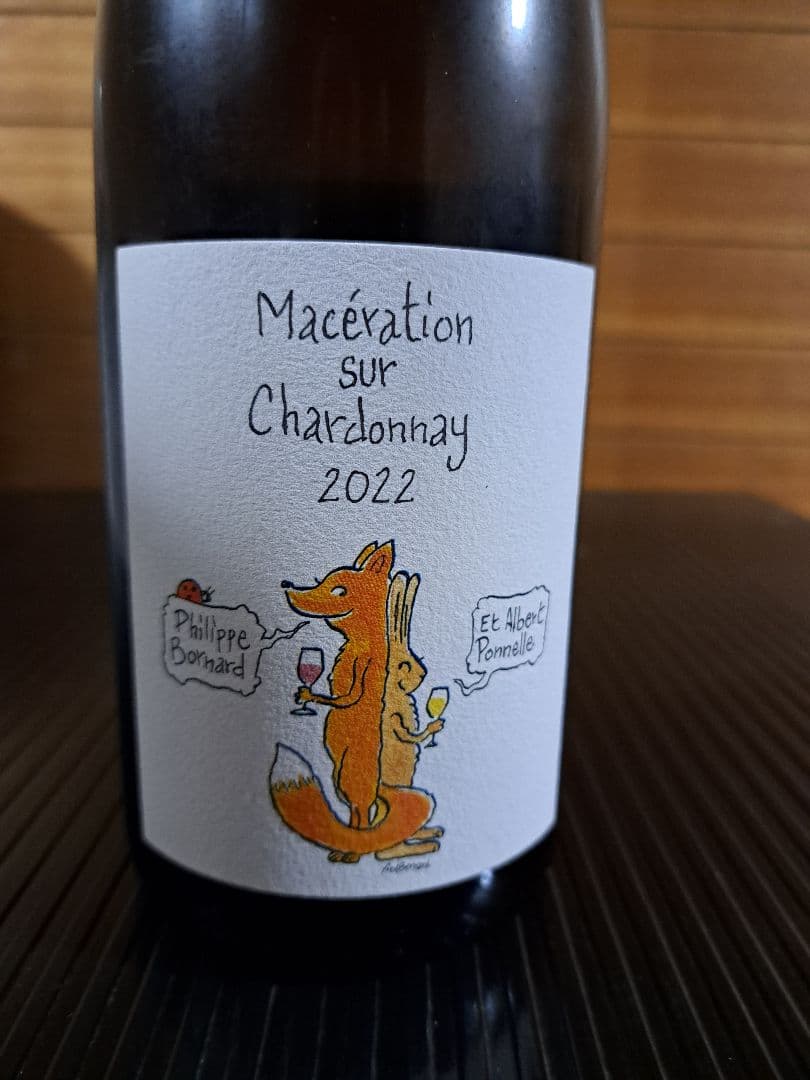 Macération
sur
Chardonnay
2022
Philippe
Bornard
Et Albert
Ponnelle